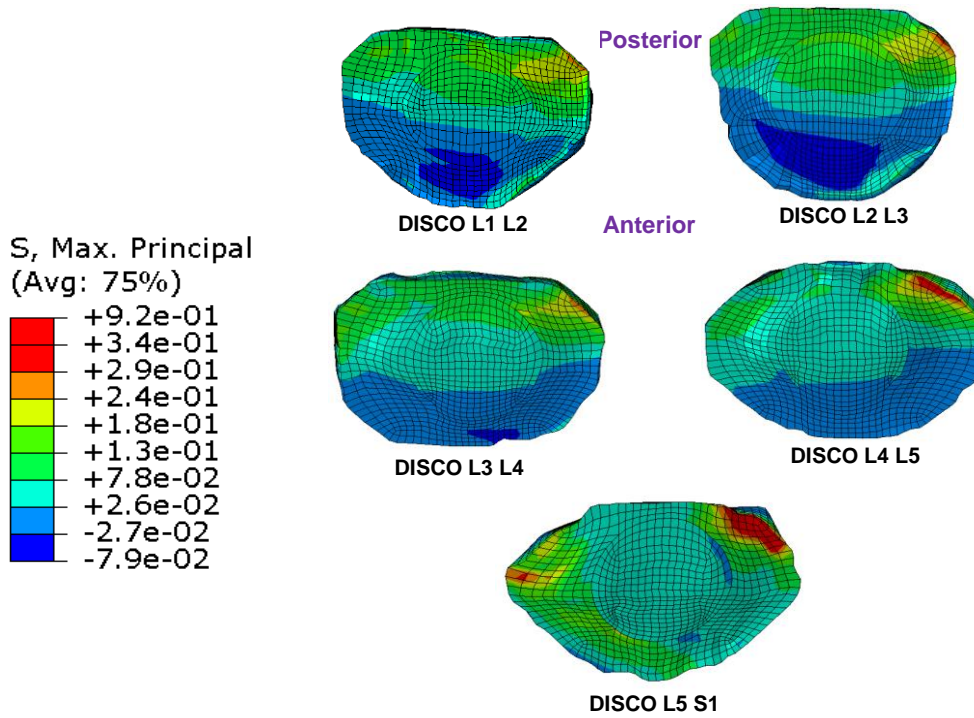 Posterior
DISCO L1 L2
DISCO L2 L3
Anterior
S, Max. Principal
(Avg: 75%)
+9.2e-01
+3.4e-01
+2.9e-01
+2.4e-01
+1.8e-01
+1.3e-01
+7.8e-02
+2.6e-02
-2.7e-02
-7.9e-02
DISCO L3 L4
DISCO L4 L5
DISCO L5 S1